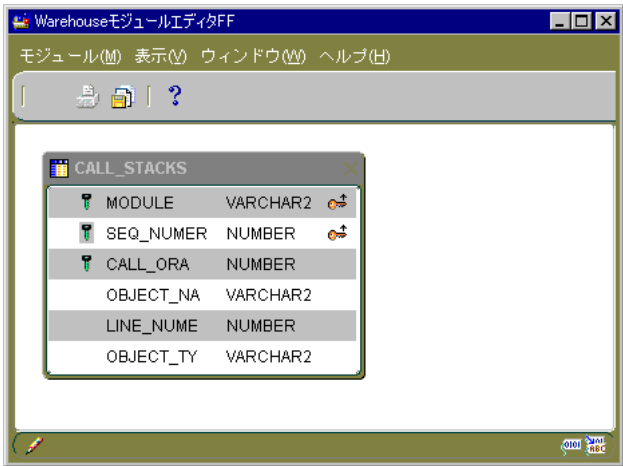 WarehouseモジュールエディタFF
モジュール(M) 表示(V) ウィンドウ(W) ヘルプ(H)
?
CALL_STACKS
MODULE VARCHAR2
SEQ_NUMER NUMBER
CALL_ORA NUMBER
OBJECT_NA VARCHAR2
LINE_NUME NUMBER
OBJECT_TY VARCHAR2